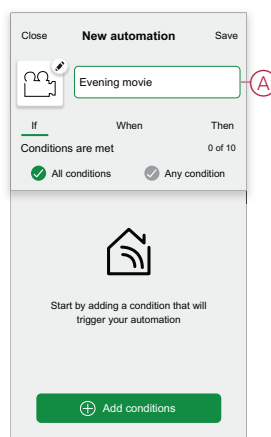 Close New automation Save
Evening movie
A
If When Then
Conditions are met 0 of 10
All conditions Any condition
Start by adding a condition that will
trigger your automation
Add conditions